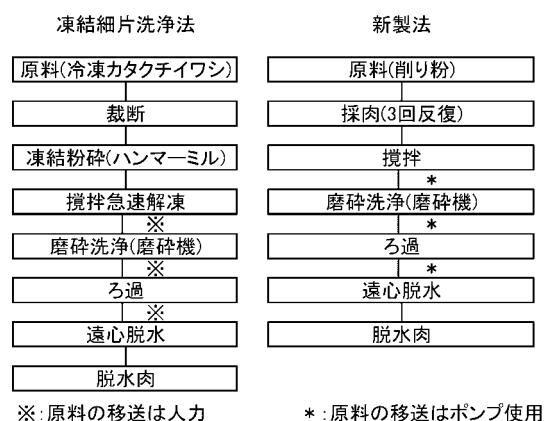 凍結細片洗浄法
原料(冷凍カタクチイワシ)
裁断
凍結粉砕(ハンマーミル)
攪拌急速解凍
※
磨砕洗浄(磨砕機)
※
ろ過
※
遠心脱水
脱水肉
※:原料の移送は人力
新製法
原料(削り粉)
採肉(3回反復)
攪拌
*
磨砕洗浄(磨砕機)
*
ろ過
*
遠心脱水
脱水肉
*:原料の移送はポンプ使用